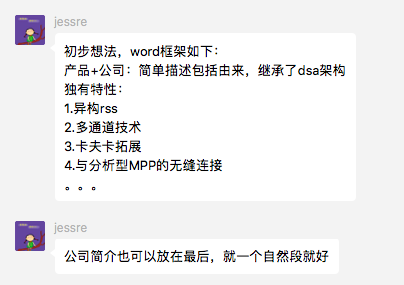 jessre
初步想法，word框架如下：
产品+公司：简单描述包括由来，继承了dsa架构
独有特性：
1.异构rss
2.多通道技术
3.卡夫卡拓展
4.与分析型MPP的无缝连接
。。。
jessre
公司简介也可以放在最后，就一个自然段就好